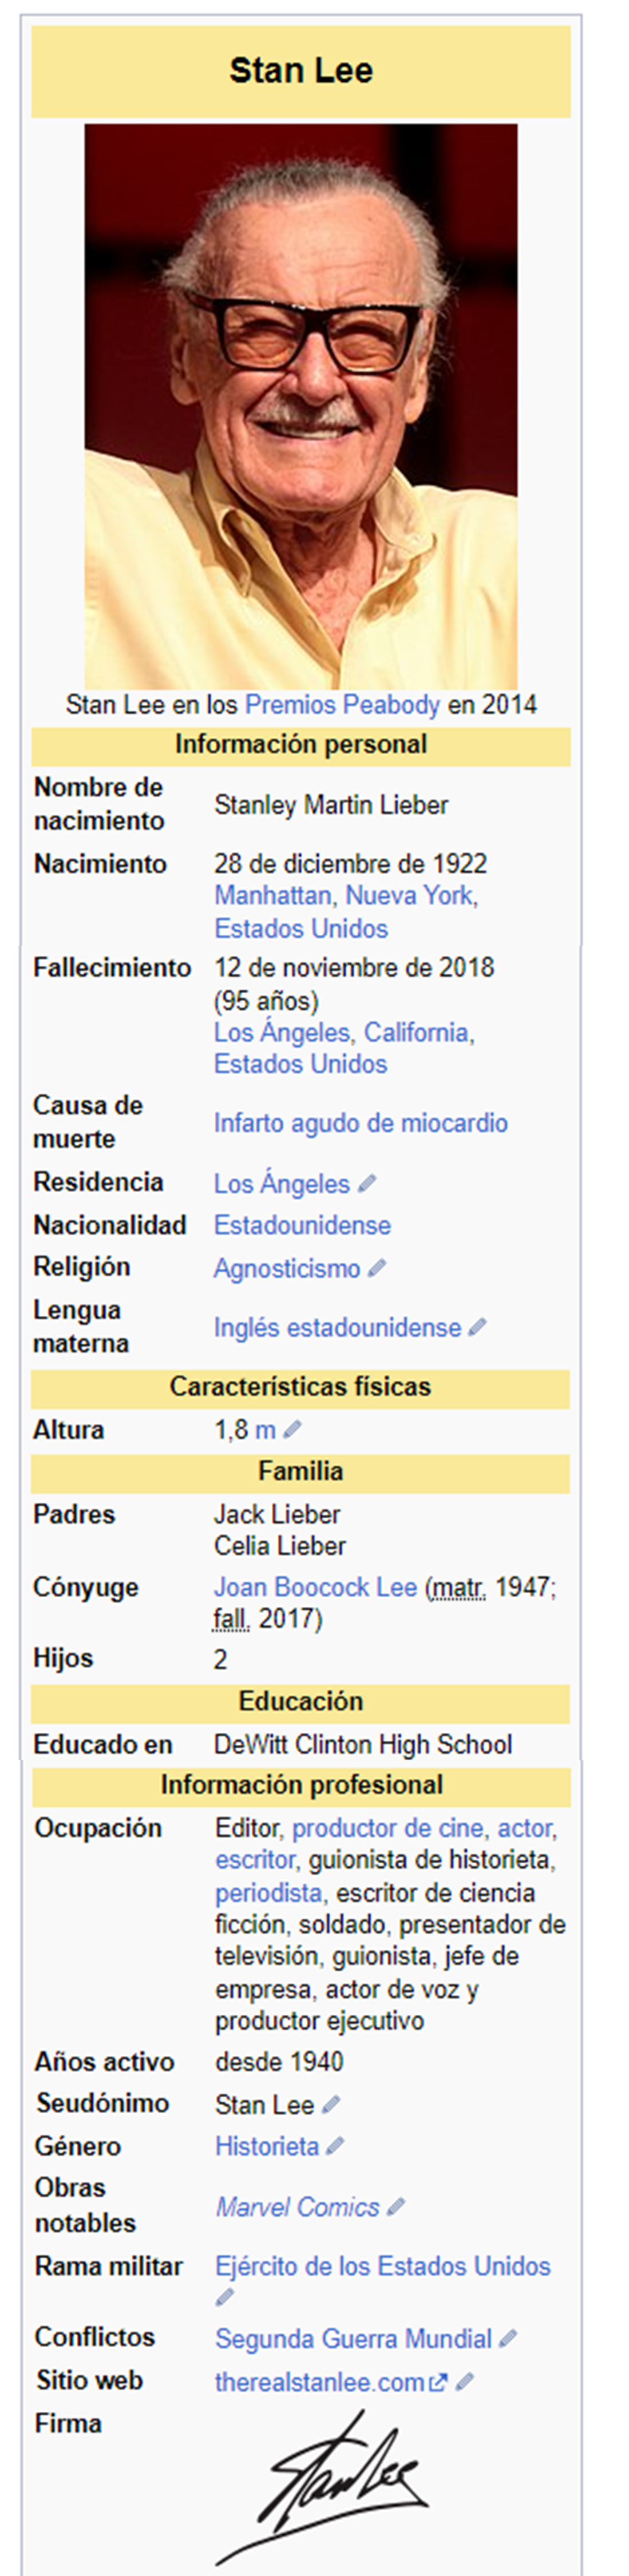 Stan Lee
Stan Lee en los Premios Peabody en 2014
Información personal
Nombre de
nacimiento
Stanley Martin Lieber
Nacimiento
28 de diciembre de 1922
Manhattan, Nueva York,
Estados Unidos
Fallecimiento
12 de noviembre de 2018
(95 años)
Los Ángeles, California,
Estados Unidos
Causa de
muerte
Infarto agudo de miocardio
Residencia
Los Ángeles
Nacionalidad
Estadounidense
Religión
Agnosticismo
Lengua
materna
Inglés estadounidense
Características físicas
Altura
1,8 m
Familia
Padres
Jack Lieber
Celia Lieber
Cónyuge
Joan Boocock Lee (matr. 1947;
fall. 2017)
Hijos
2
Educación
Educado en
DeWitt Clinton High School
Información profesional
Ocupación
Editor, productor de cine, actor,
escritor, guionista de historieta,
periodista, escritor de ciencia
ficción, soldado, presentador de
televisión, guionista, jefe de
empresa, actor de voz y
productor ejecutivo
Años activo
desde 1940
Seudónimo
Stan Lee
Género
Historieta
Obras
notables
Marvel Comics
Rama militar
Ejército de los Estados Unidos
Conflictos
Segunda Guerra Mundial
Sitio web
therealstanlee.com
Firma
Stan Lee